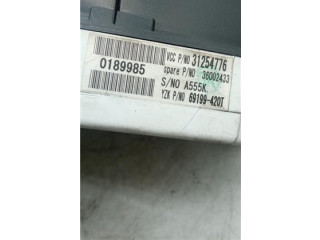 VCC P/NO 31254776
0189985
spare P/NO 36002433
S/NO A555K
YZK P/NO 69199-420T